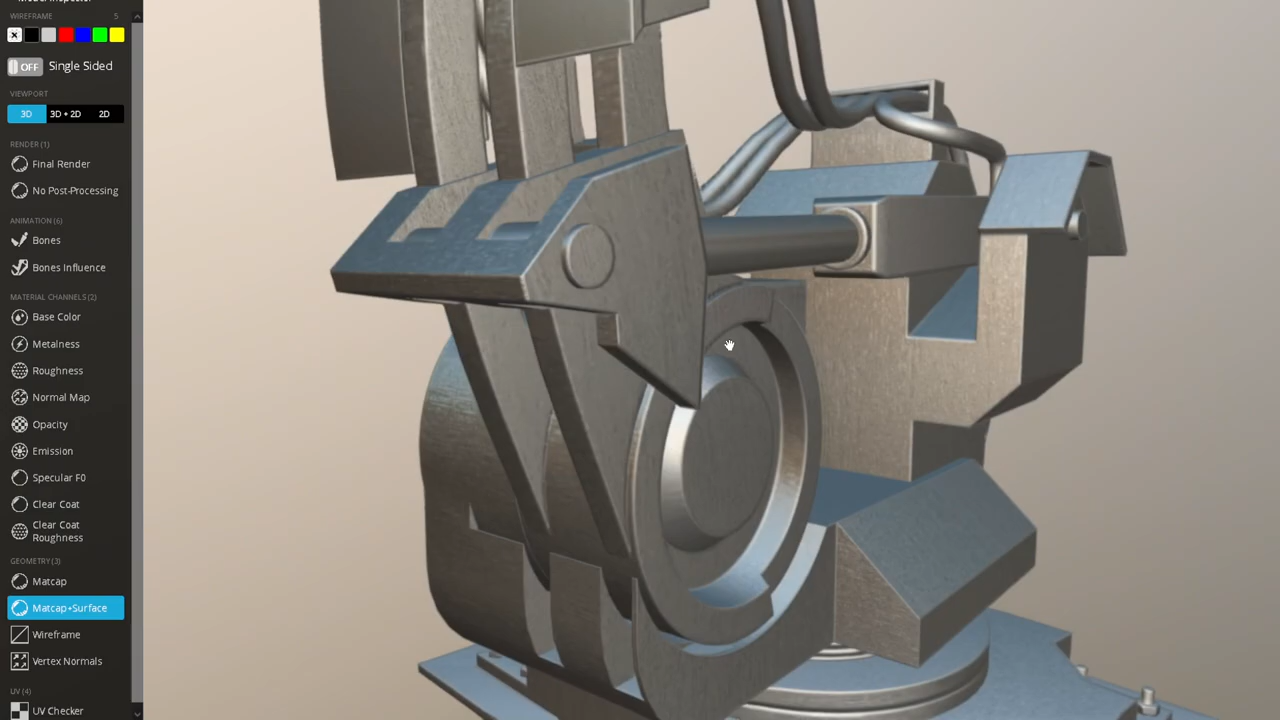 WIREFRAME 5
OFF Single Sided
VIEWPORT
3D 3D + 2D 2D
RENDER (1)
Final Render
No Post-Processing
ANIMATION (6)
Bones
Bones Influence
MATERIAL CHANNELS (2)
Base Color
Metalness
Roughness
Normal Map
Opacity
Emission
Specular F0
Clear Coat
Clear Coat
Roughness
GEOMETRY (3)
Matcap
Matcap+Surface
Wireframe
Vertex Normals
UV (4)
UV Checker